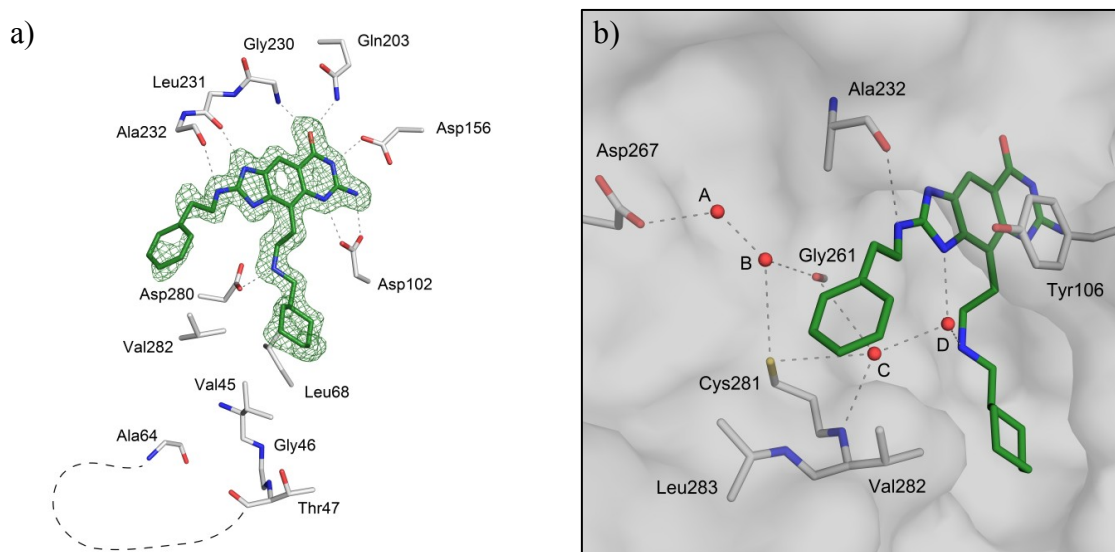 a)
Gly230
Gln203
Leu231
Ala232
Asp156
Asp280
Asp102
Val282
Leu68
Val45
Ala64
Gly46
Thr47
b)
Ala232
Asp267
A
B
Gly261
Tyr106
D
C
Cys281
Leu283
Val282